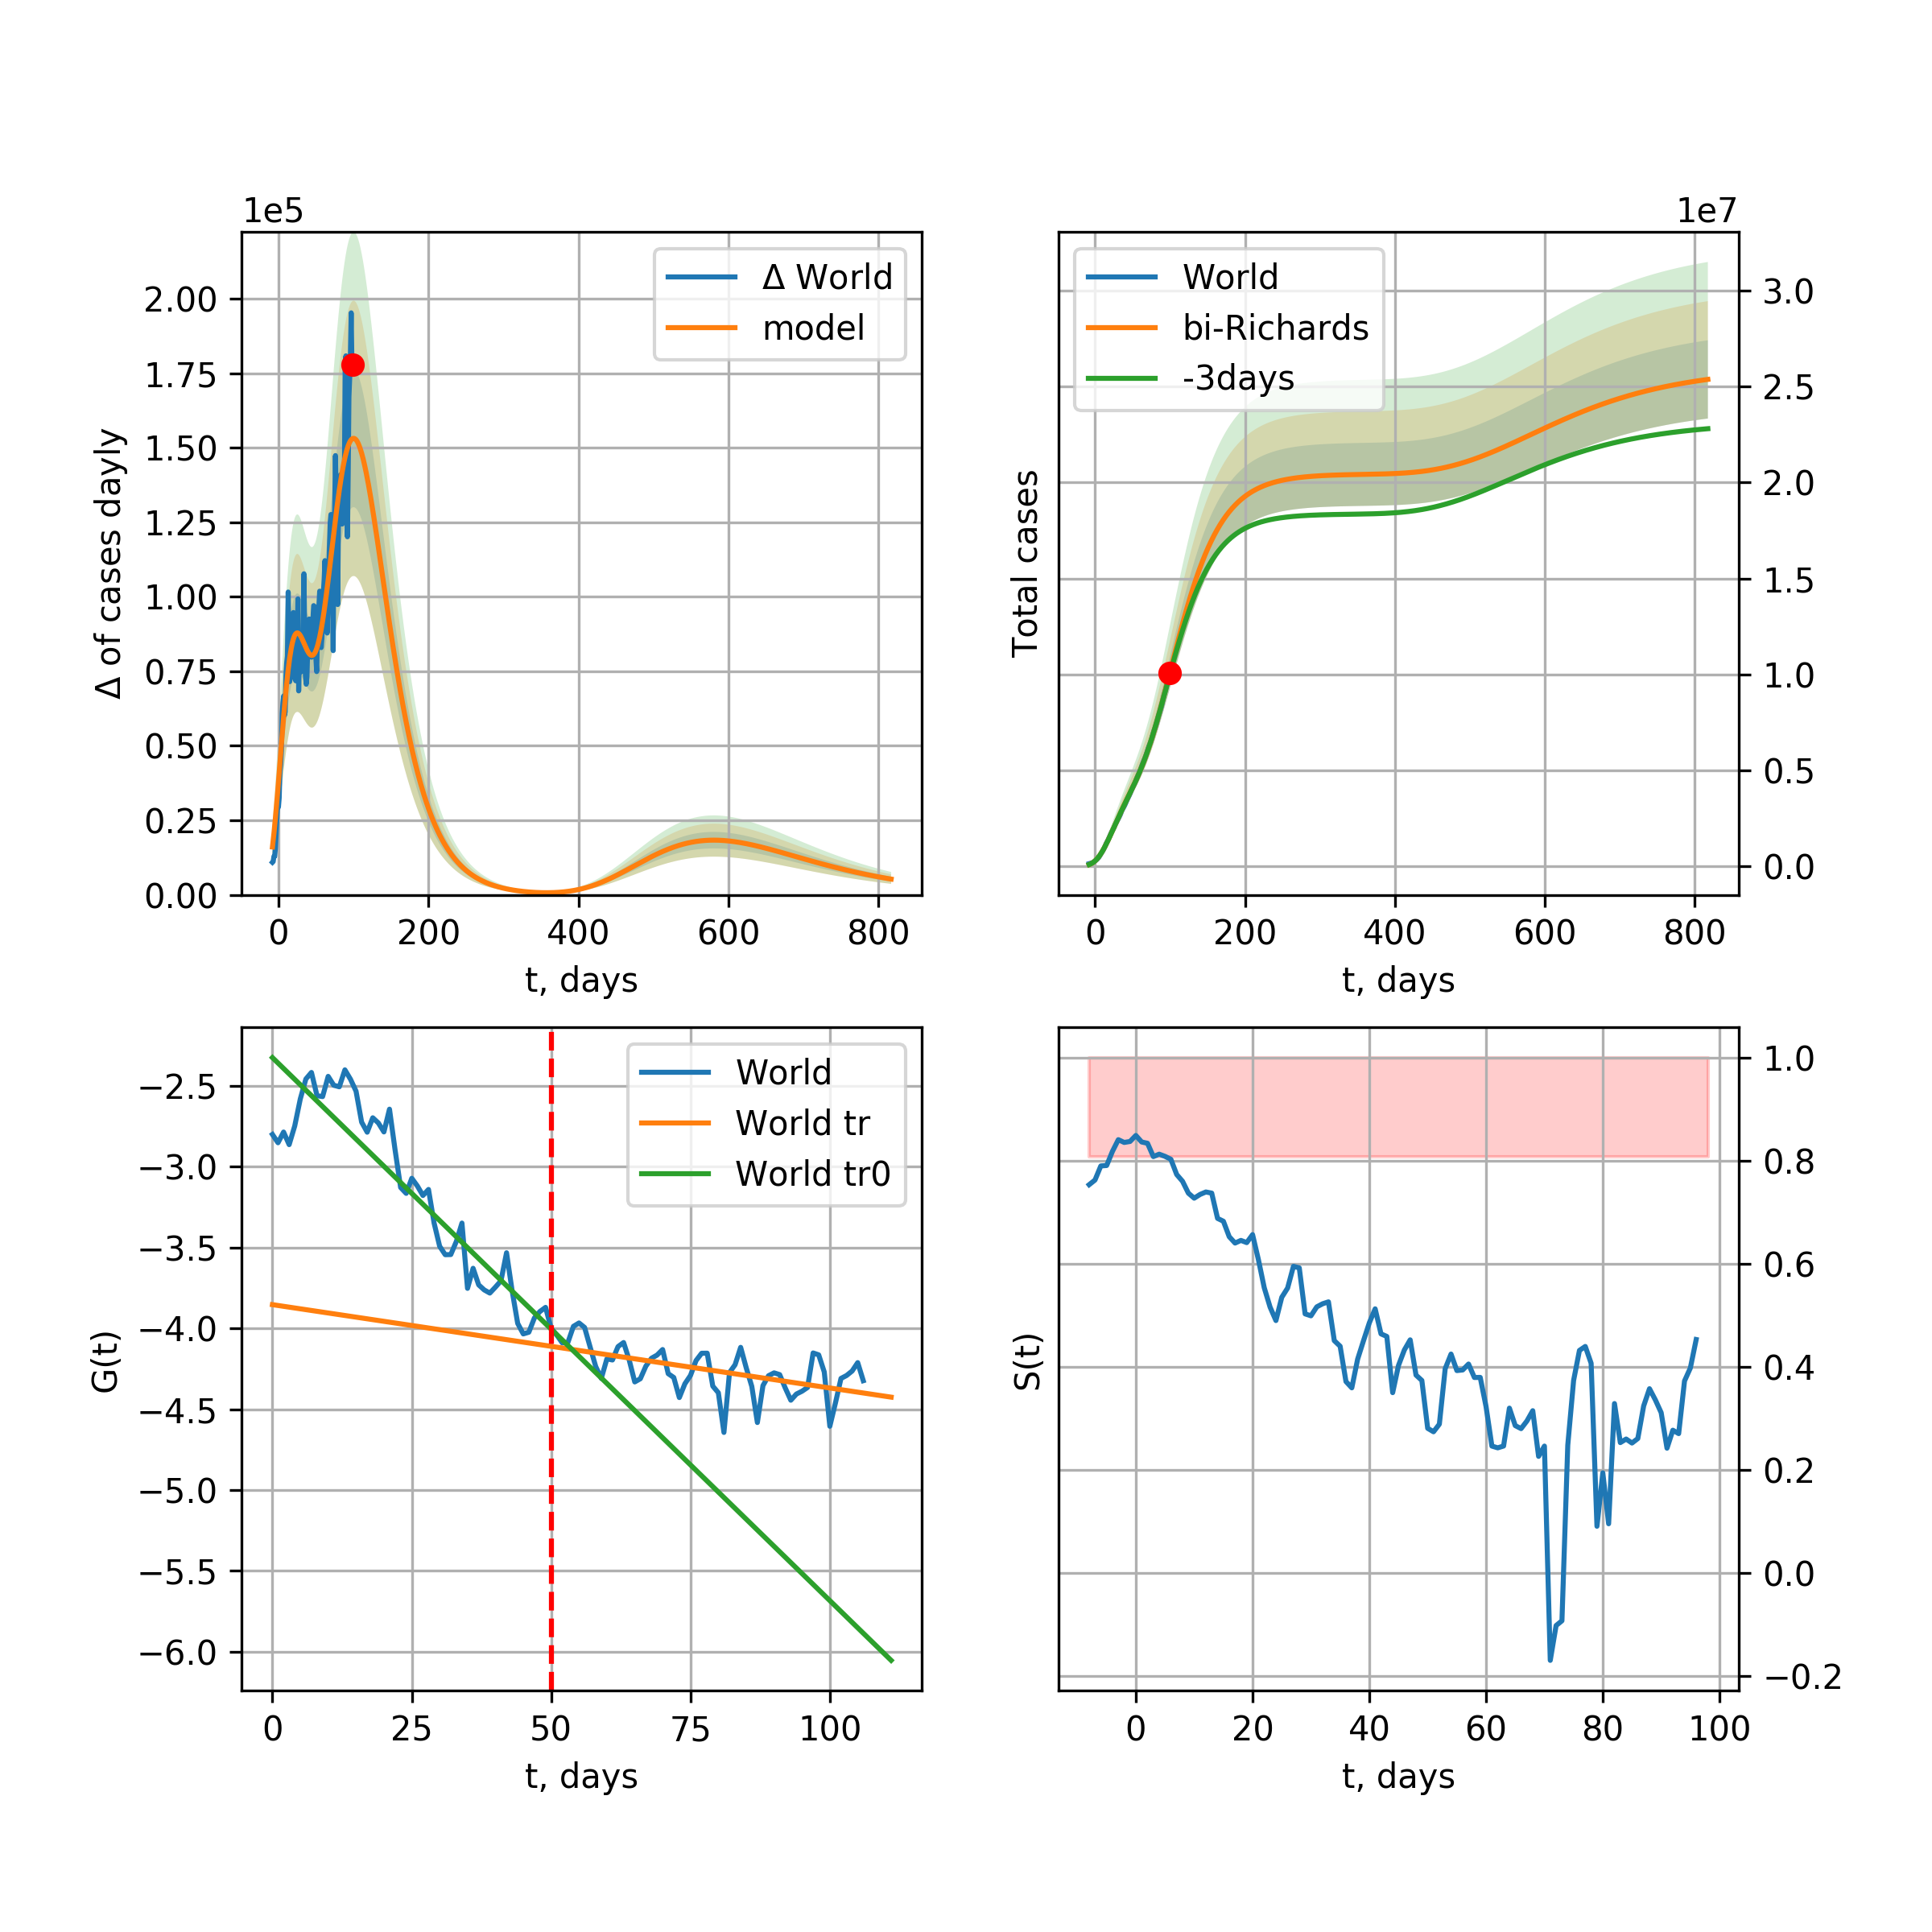 1e5
Δ of cases dayly
2.00
1.75
1.50
1.25
1.00
0.75
0.50
0.25
0.00
0 200 400 600 800
t, days
Δ World
model
1e7
Total cases
World
bi-Richards
-3days
3.0
2.5
2.0
1.5
1.0
0.5
0.0
0 200 400 600 800
t, days
G(t)
−2.5
−3.0
−3.5
−4.0
−4.5
−5.0
−5.5
−6.0
0 25 50 75 100
t, days
World
World tr
World tr0
S(t)
1.0
0.8
0.6
0.4
0.2
0.0
−0.2
0 20 40 60 80 100
t, days